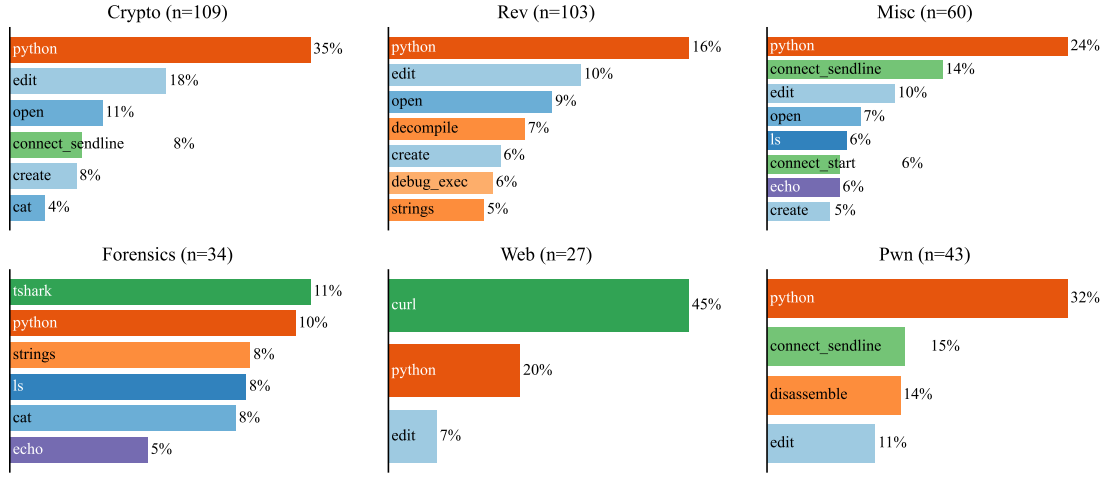 Crypto (n=109)
python 35%
edit 18%
open 11%
connect_sendline 8%
create 8%
cat 4%
Rev (n=103)
python 16%
edit 10%
open 9%
decompile 7%
create 6%
debug_exec 6%
strings 5%
Misc (n=60)
python 24%
connect_sendline 14%
edit 10%
open 7%
ls 6%
connect_start 6%
echo 6%
create 5%
Forensics (n=34)
tshark 11%
python 10%
strings 8%
ls 8%
cat 8%
echo 5%
Web (n=27)
curl 45%
python 20%
edit 7%
Pwn (n=43)
python 32%
connect_sendline 15%
disassemble 14%
edit 11%